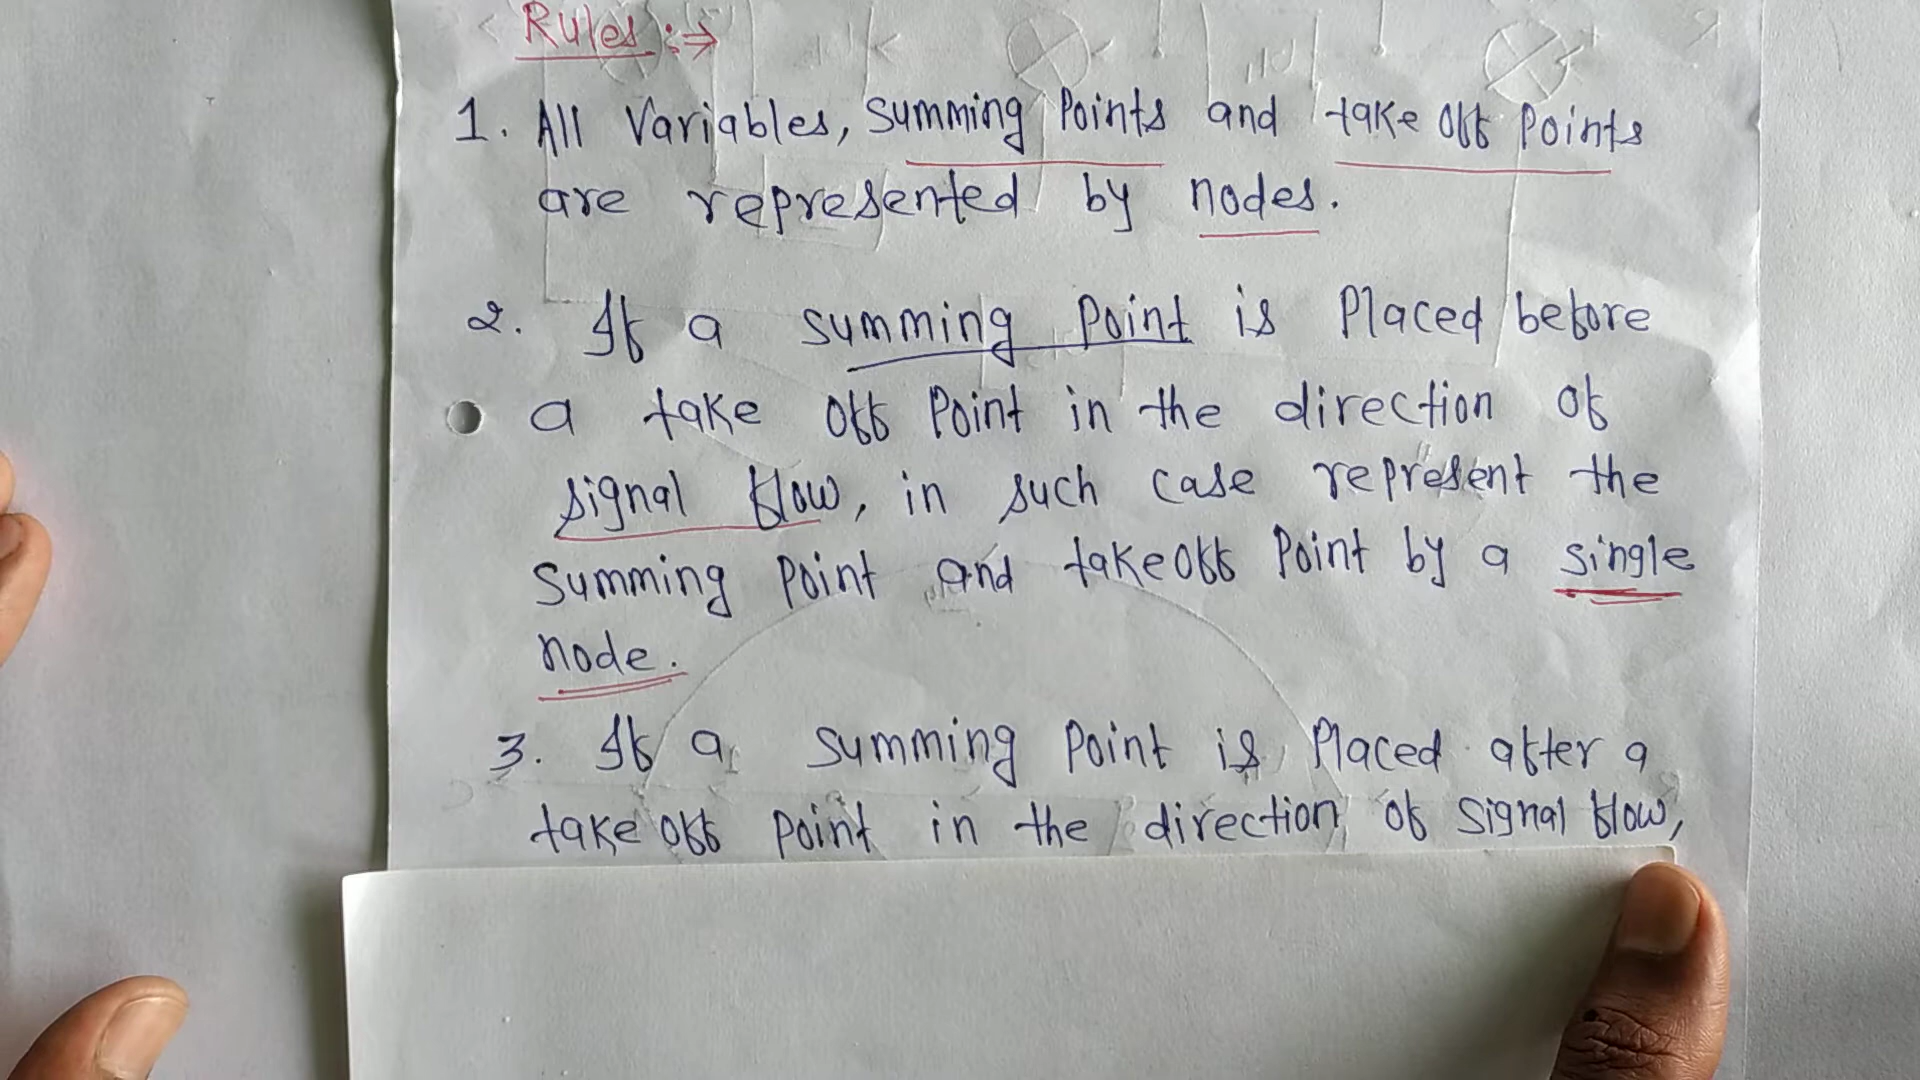 Rules :⇒
1. All Variables, Summing Points and take off Points
are represented by nodes.
2. If a summing Point is Placed before
a take off Point in the direction of
signal flow, in such case represent the
Summing Point and takeoff Point by a single
node.
3. If a Summing Point is Placed after a
take off Point in the direction of signal flow,